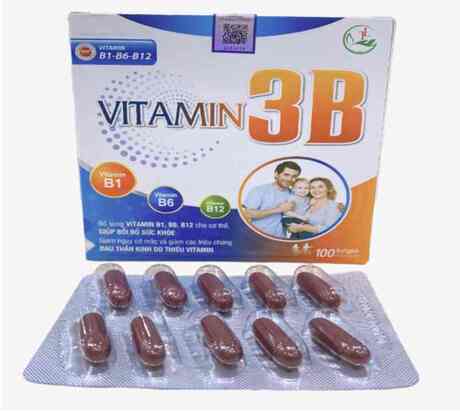 VITAMIN
B1-B6-B12
VITAMIN 3B
Vitamin
B1
Vitamin
B6
Vitamin
B12
Bổ sung VITAMIN B1, B6, B12 cho cơ thể,
GIÚP BỒI BỔ SỨC KHỎE
Giảm nguy cơ mắc và giảm các triệu chứng
ĐAU THẦN KINH DO THIẾU VITAMIN
100 Softgels